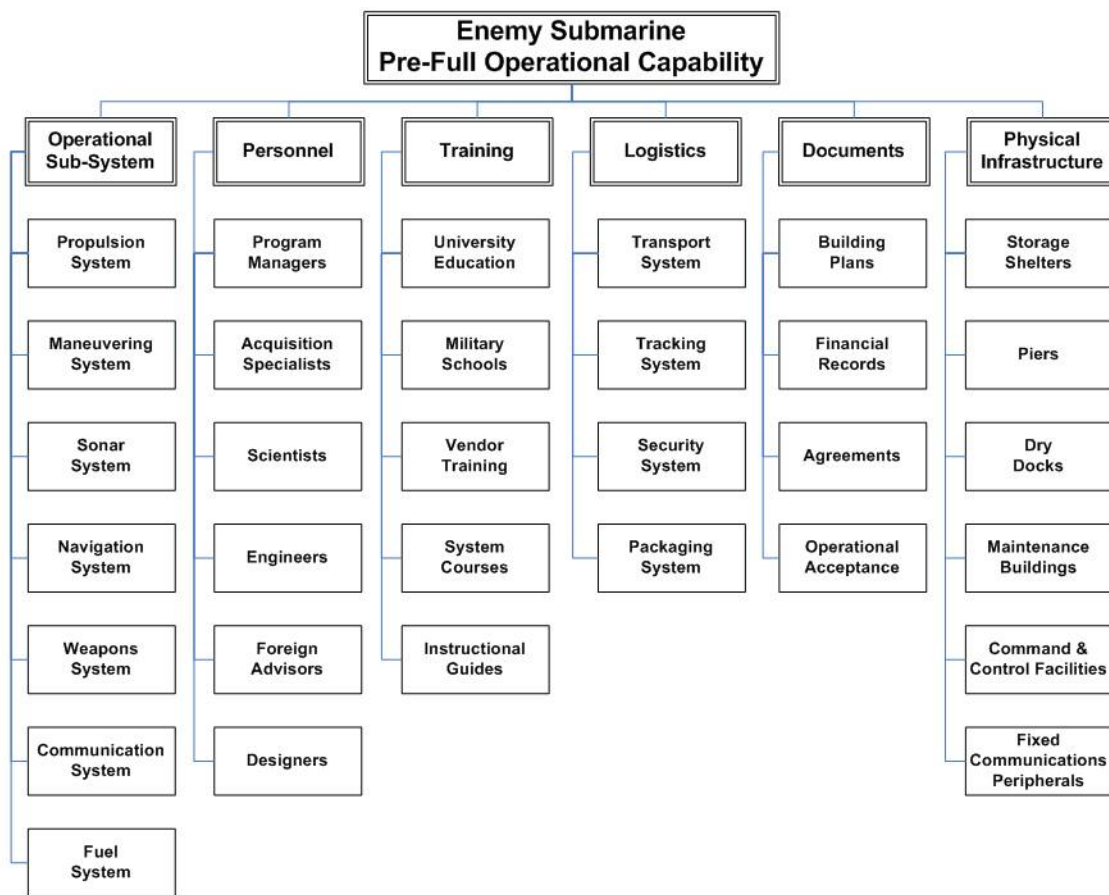 Enemy Submarine
Pre-Full Operational Capability
Operational
Sub-System
Personnel
Training
Logistics
Documents
Physical
Infrastructure
Propulsion
System
Program
Managers
University
Education
Transport
System
Building
Plans
Storage
Shelters
Maneuvering
System
Acquisition
Specialists
Military
Schools
Tracking
System
Financial
Records
Piers
Sonar
System
Scientists
Vendor
Training
Security
System
Agreements
Dry
Docks
Navigation
System
Engineers
System
Courses
Packaging
System
Operational
Acceptance
Maintenance
Buildings
Weapons
System
Foreign
Advisors
Instructional
Guides
Command &
Control Facilities
Communication
System
Designers
Fixed
Communications
Peripherals
Fuel
System